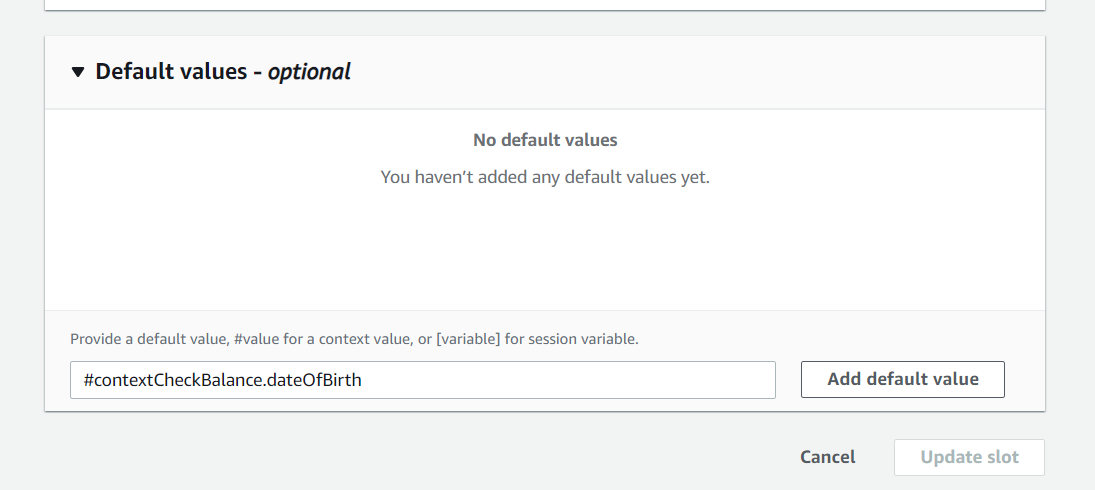 Default values - optional
No default values
You haven’t added any default values yet.
Provide a default value, #value for a context value, or [variable] for session variable.
#contextCheckBalance.dateOfBirth
Add default value
Cancel
Update slot